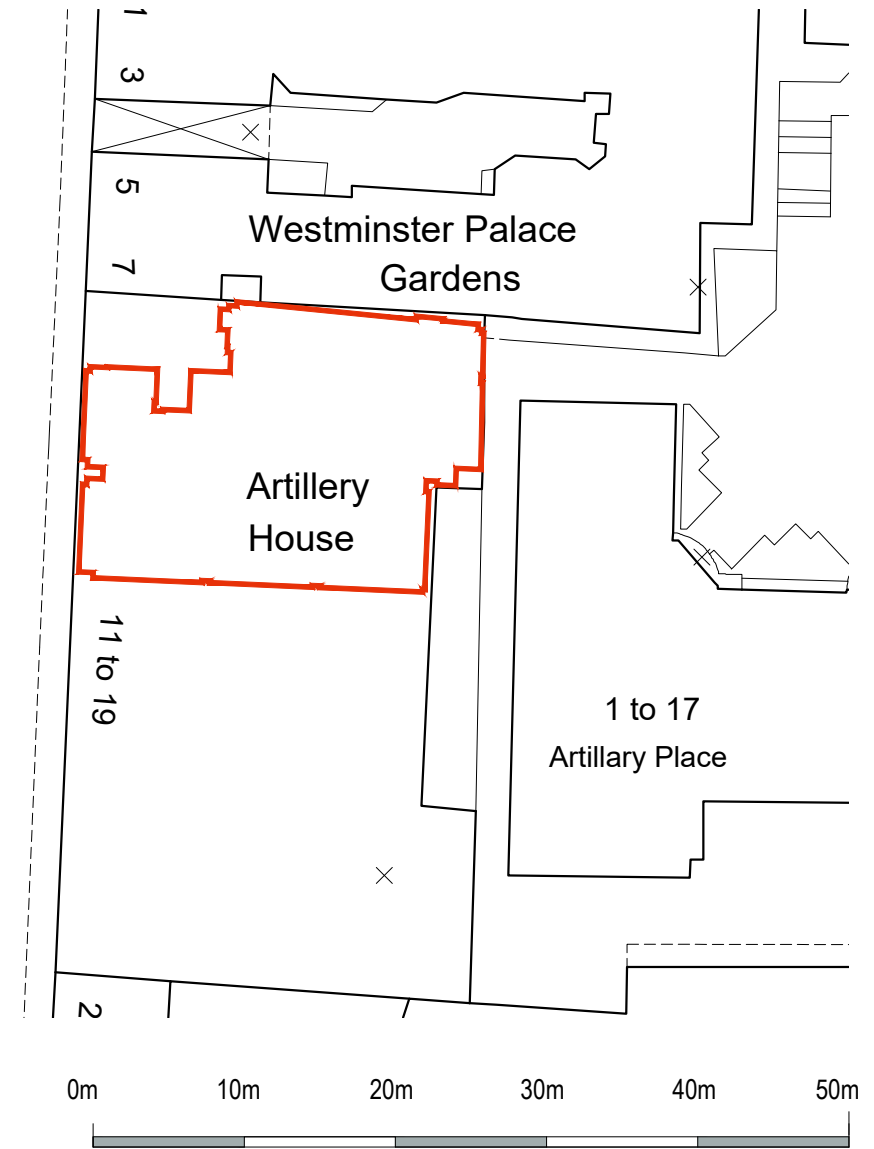 1
3
5
7
Westminster Palace
Gardens
Artillery
House
11 to 19
1 to 17
Artillary Place
2
0m 10m 20m 30m 40m 50m